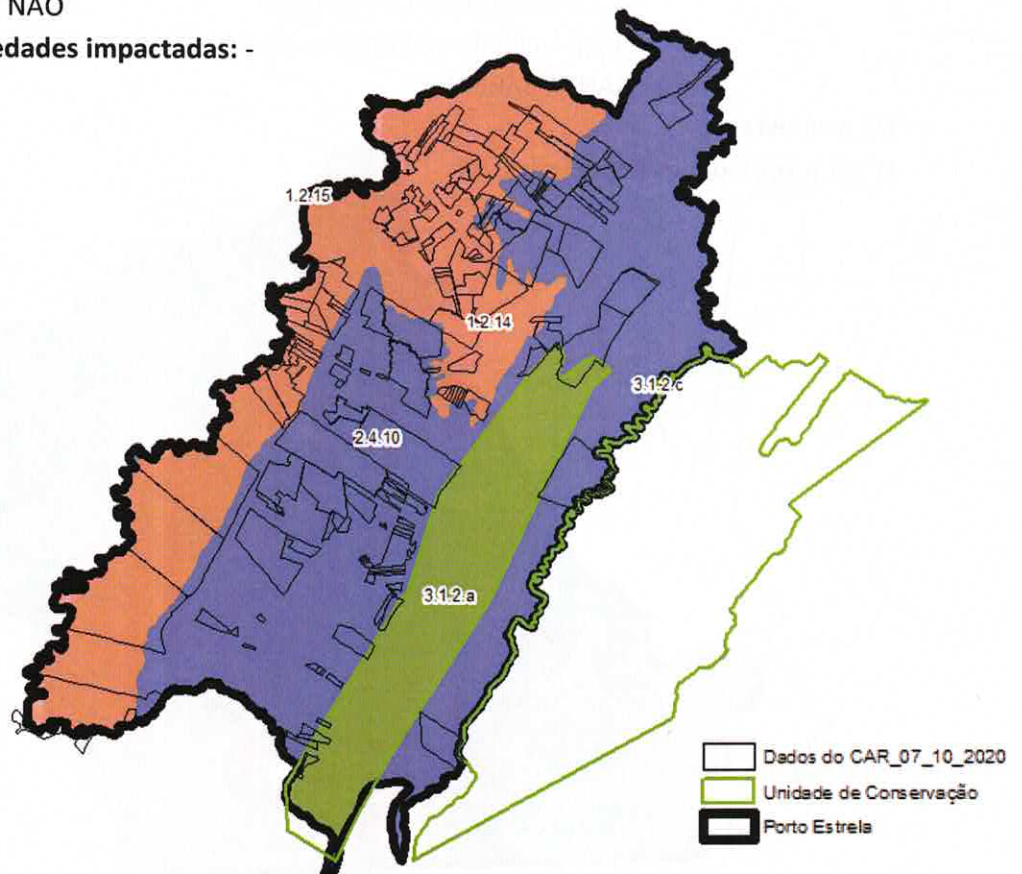 NÃO
edades impactadas: -
1.2.15
1.2.14
3.1.2.c
2.4.10
3.1.2.a
Dados do CAR_07_10_2020
Unidade de Conservação
Porto Estrela